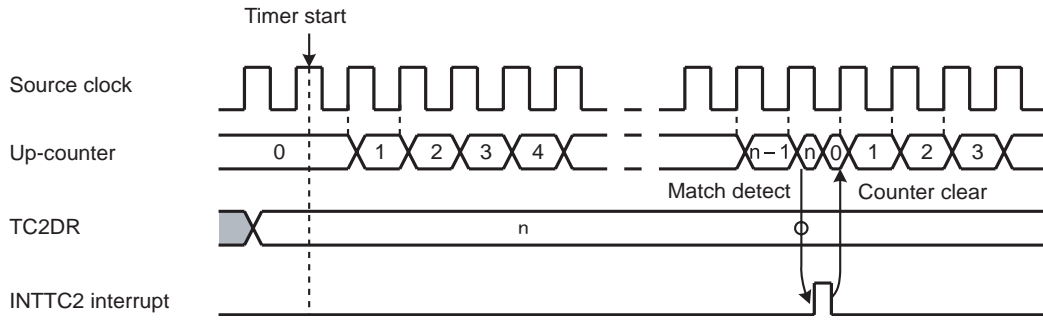 Timer start
Source clock
Up-counter
0 1 2 3 4 n – 1 n 0 1 2 3
Match detect Counter clear
TC2DR
n
INTTC2 interrupt